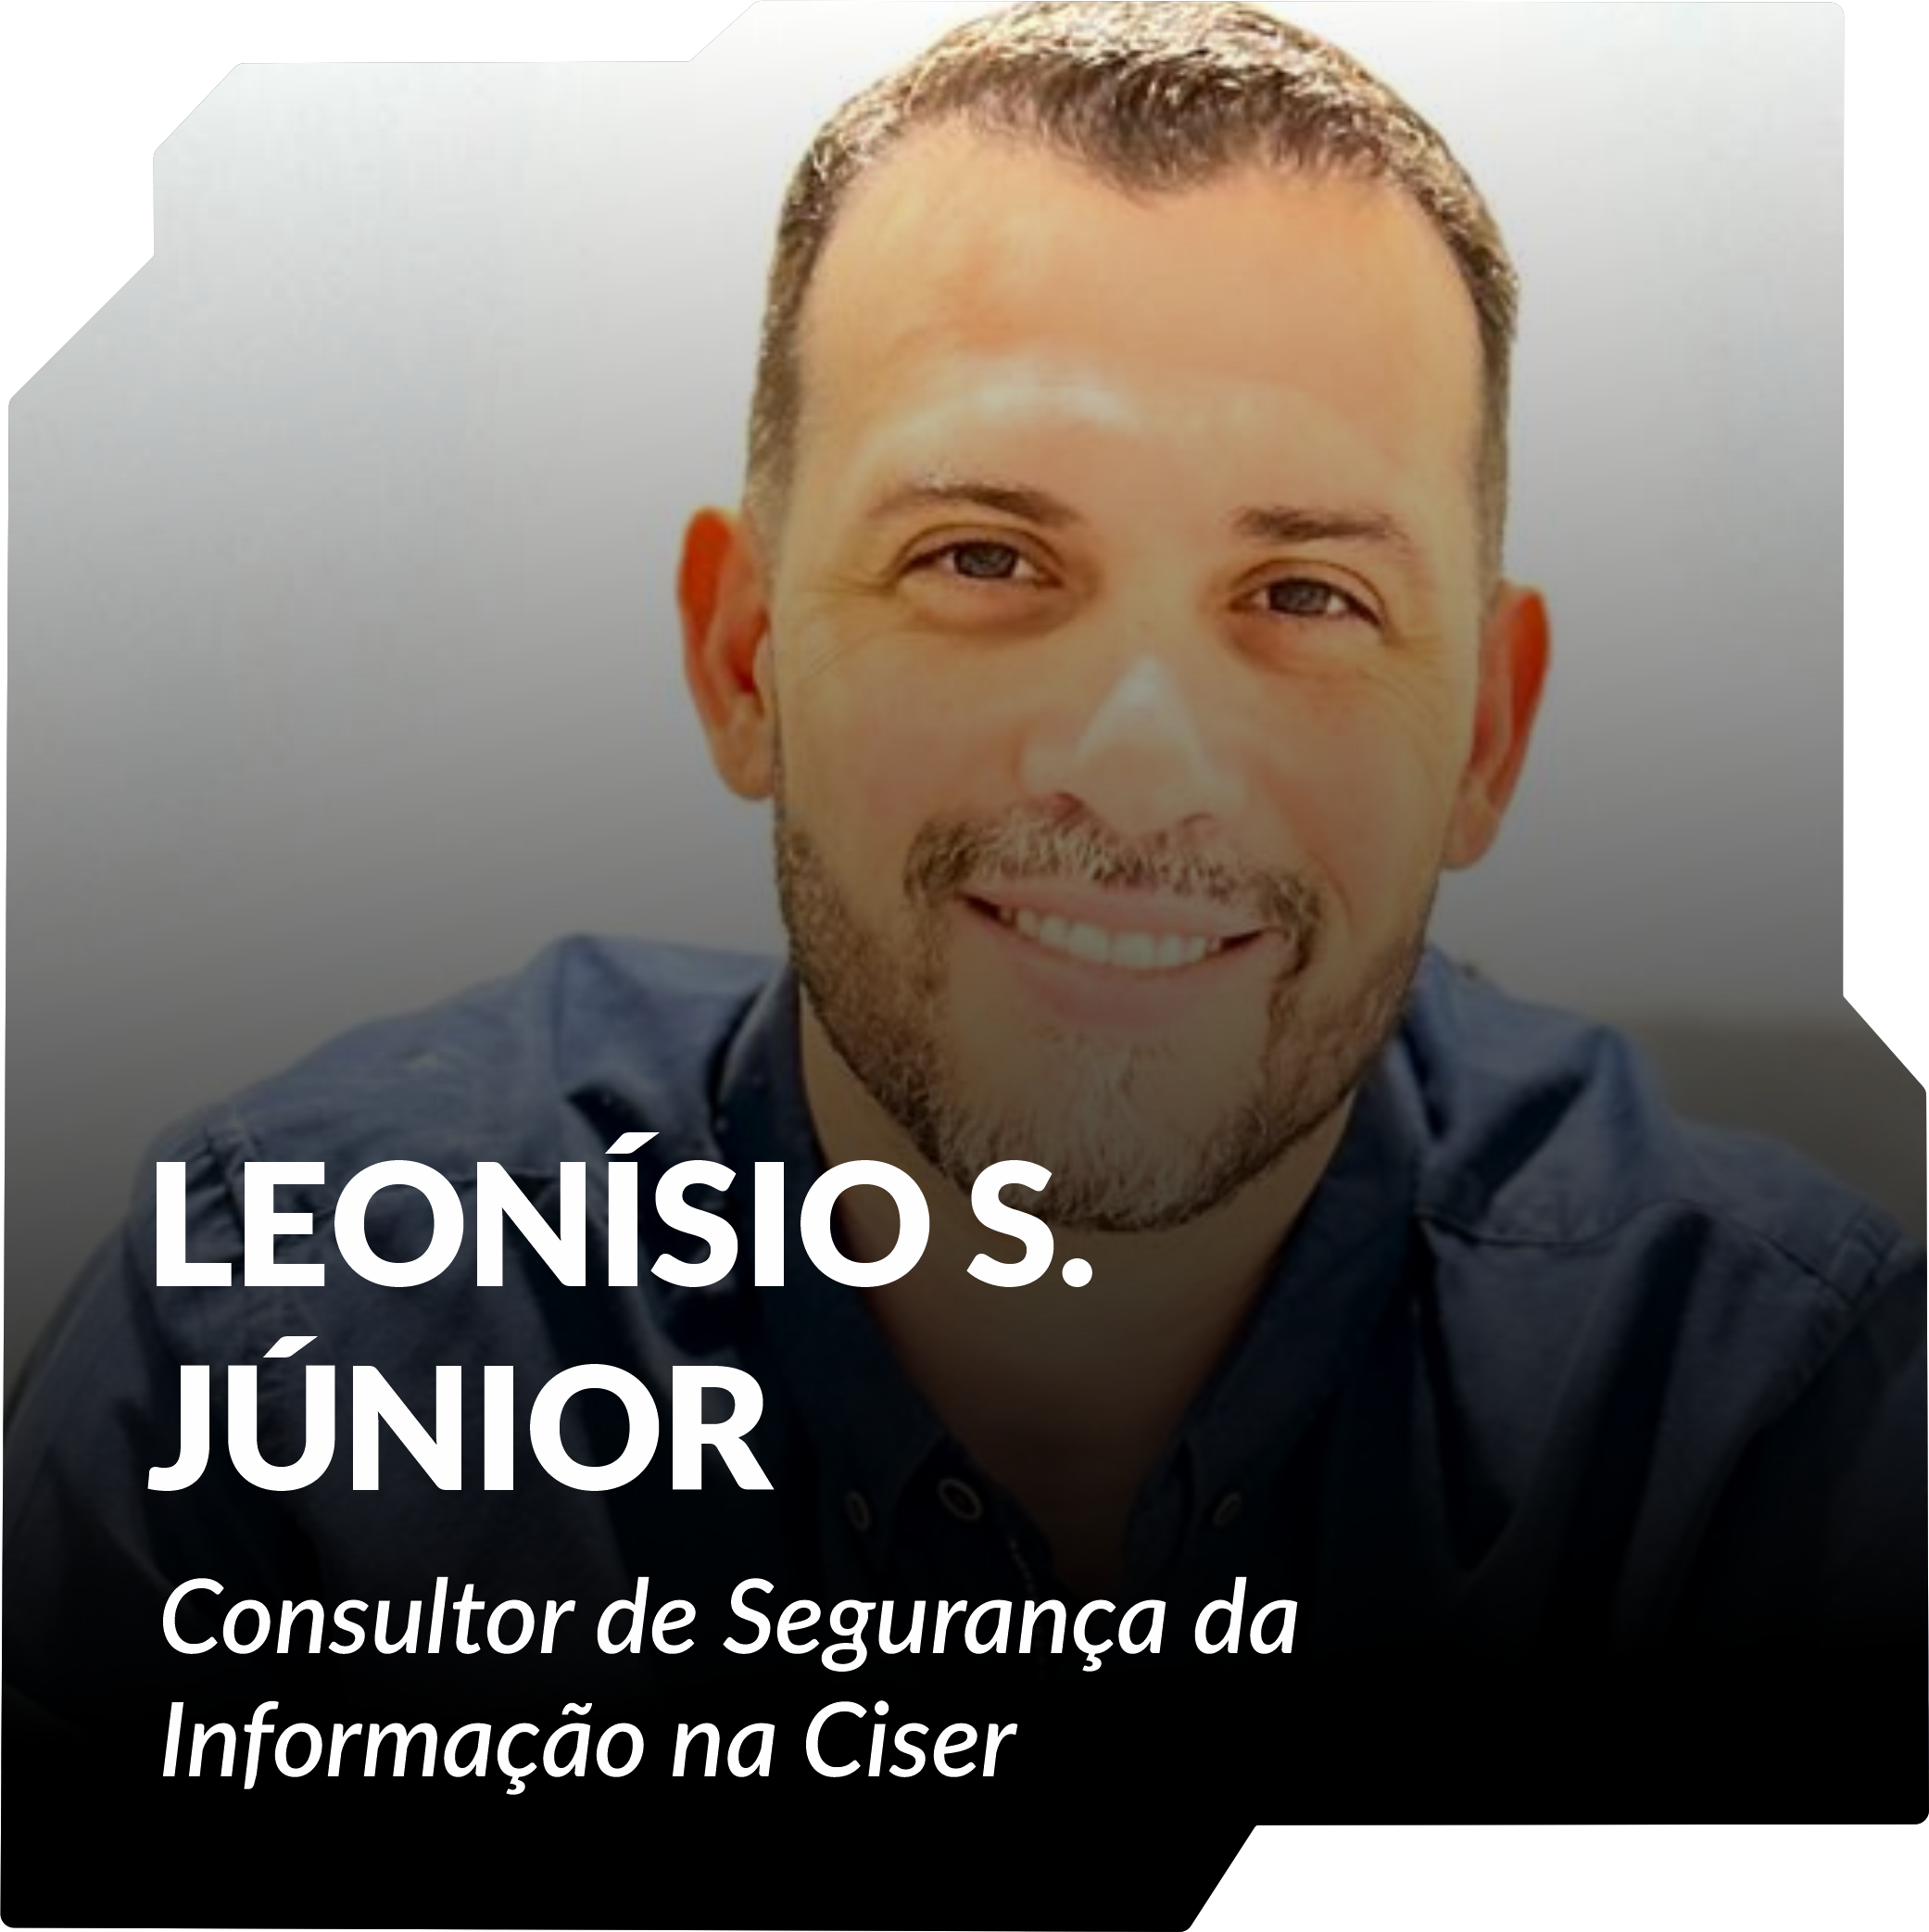 LEONÍSIO S.
JÚNIOR
Consultor de Segurança da
Informação na Ciser